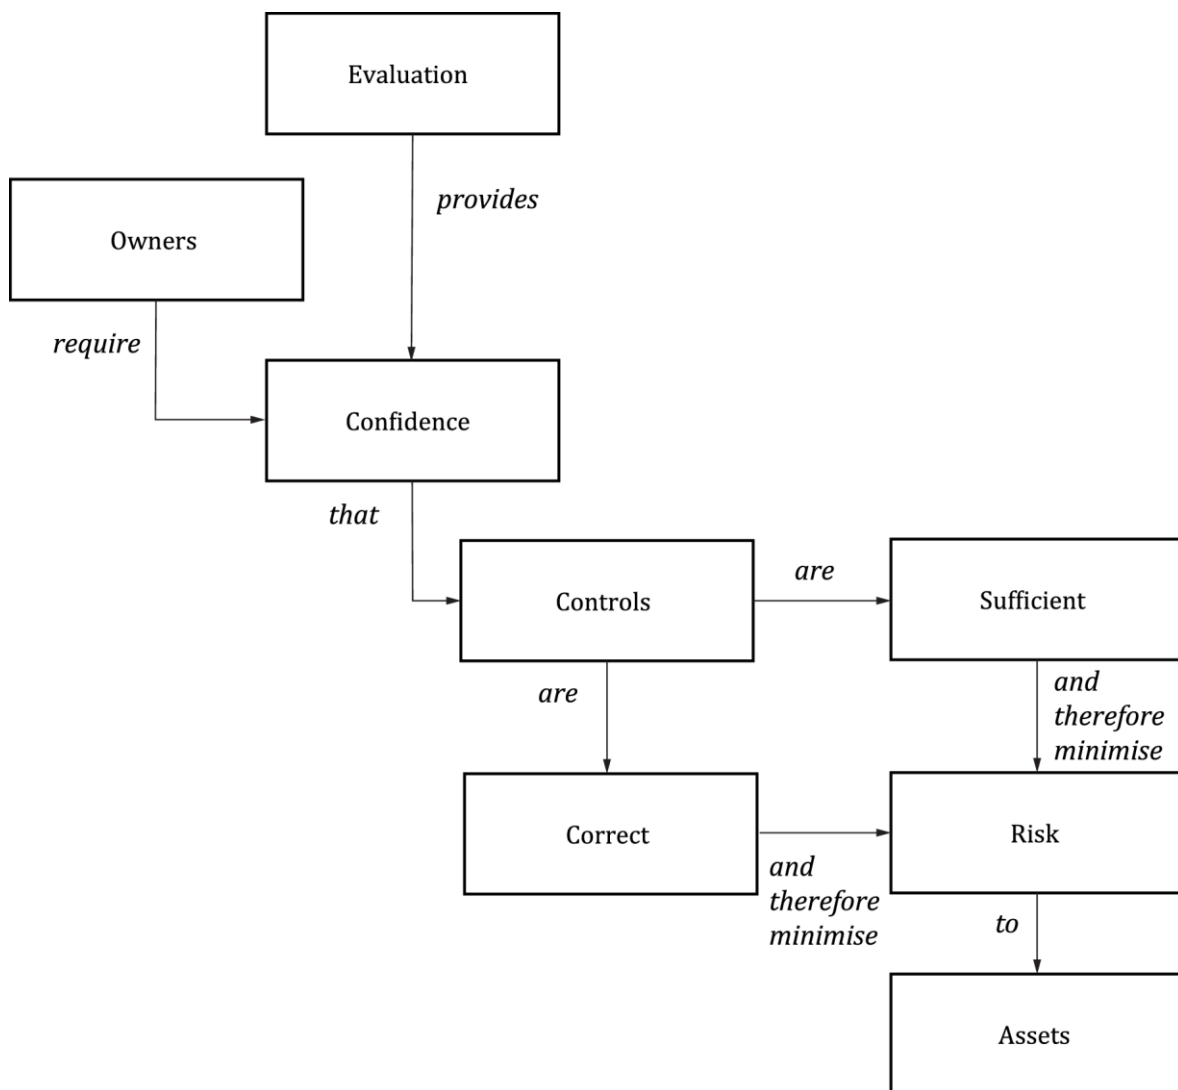 Evaluation
provides
Owners
require
Confidence
that
Controls
are
Sufficient
are
and
therefore
minimise
Correct
and
therefore
minimise
Risk
to
Assets